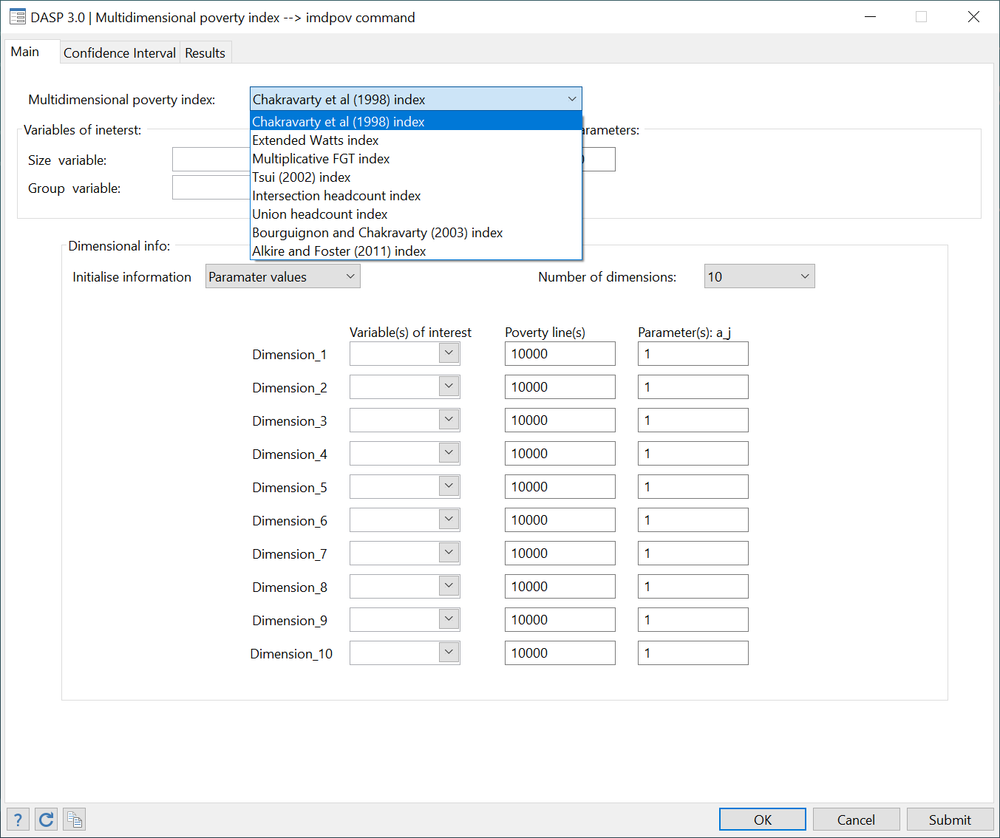 DASP 3.0 | Multidimensional poverty index --> imdpov command
Main Confidence Interval Results
Multidimensional poverty index: Chakravarty et al (1998) index
Chakravarty et al (1998) index
Extended Watts index
Multiplicative FGT index
Tsui (2002) index
Intersection headcount index
Union headcount index
Bourguignon and Chakravarty (2003) index
Alkire and Foster (2011) index
Variables of ineterst:
Size variable:
Group variable:
Dimensional info:
Initialise information Paramater values Number of dimensions: 10
Variable(s) of interest Poverty line(s) Parameter(s): a_j
Dimension_1 10000 1
Dimension_2 10000 1
Dimension_3 10000 1
Dimension_4 10000 1
Dimension_5 10000 1
Dimension_6 10000 1
Dimension_7 10000 1
Dimension_8 10000 1
Dimension_9 10000 1
Dimension_10 10000 1
? OK Cancel Submit